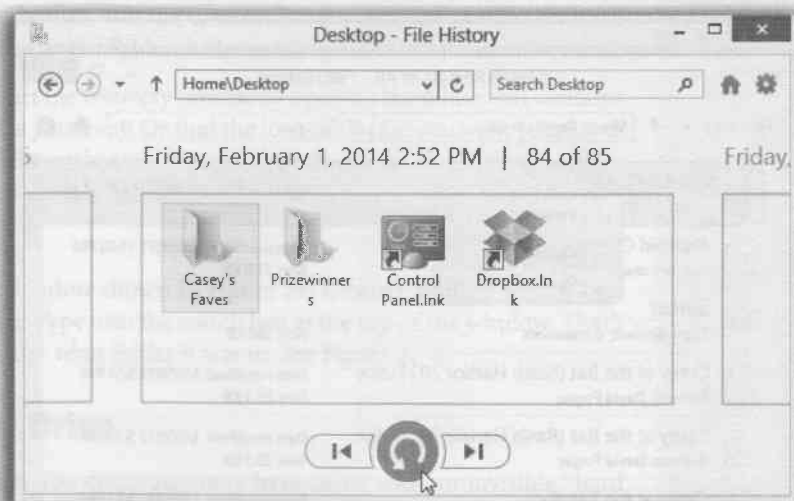 Desktop - File History
Home\Desktop
Search Desktop
Friday, February 1, 2014 2:52 PM | 84 of 85
Friday,
Casey's
Faves
Prizewinner
s
Control
Panel.lnk
Dropbox.ln
k